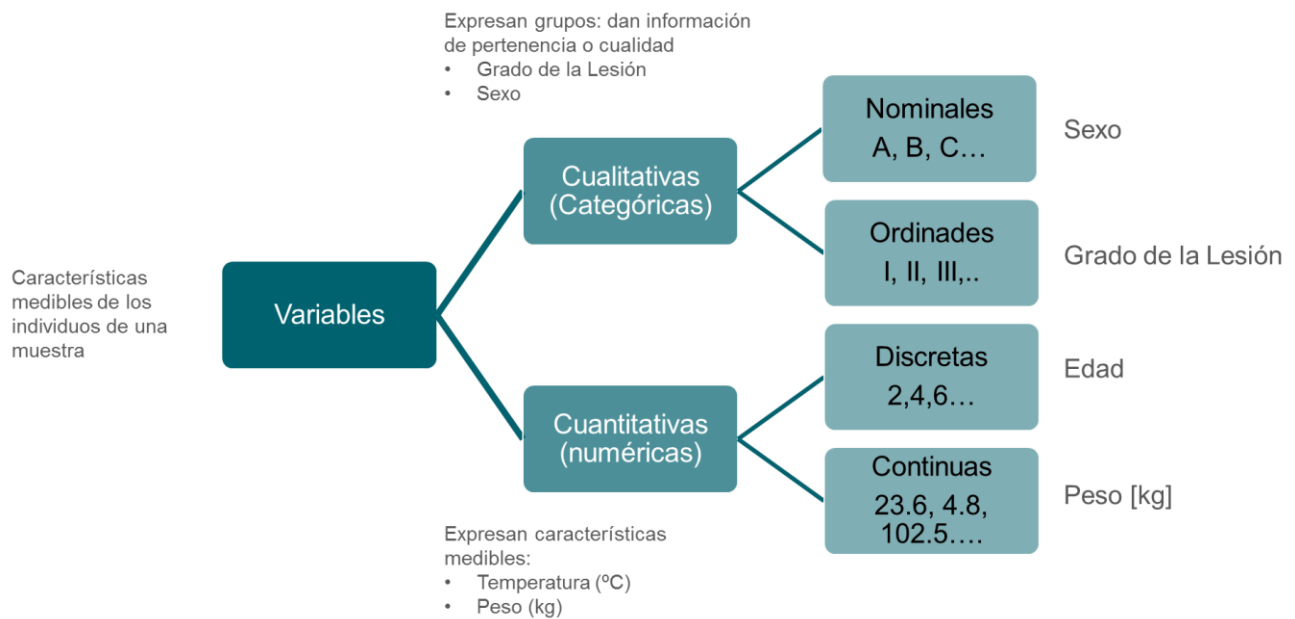 Expresan grupos: dan información
de pertenencia o cualidad
• Grado de la Lesión
• Sexo
Nominales
A, B, C...
Sexo
Cualitativas
(Categóricas)
Ordinades
I, II, III,..
Grado de la Lesión
Características
medibles de los
individuos de una
muestra
Variables
Discretas
2,4,6...
Edad
Cuantitativas
(numéricas)
Continuas
23.6, 4.8,
102.5....
Peso [kg]
Expresan características
medibles:
• Temperatura (ºC)
• Peso (kg)